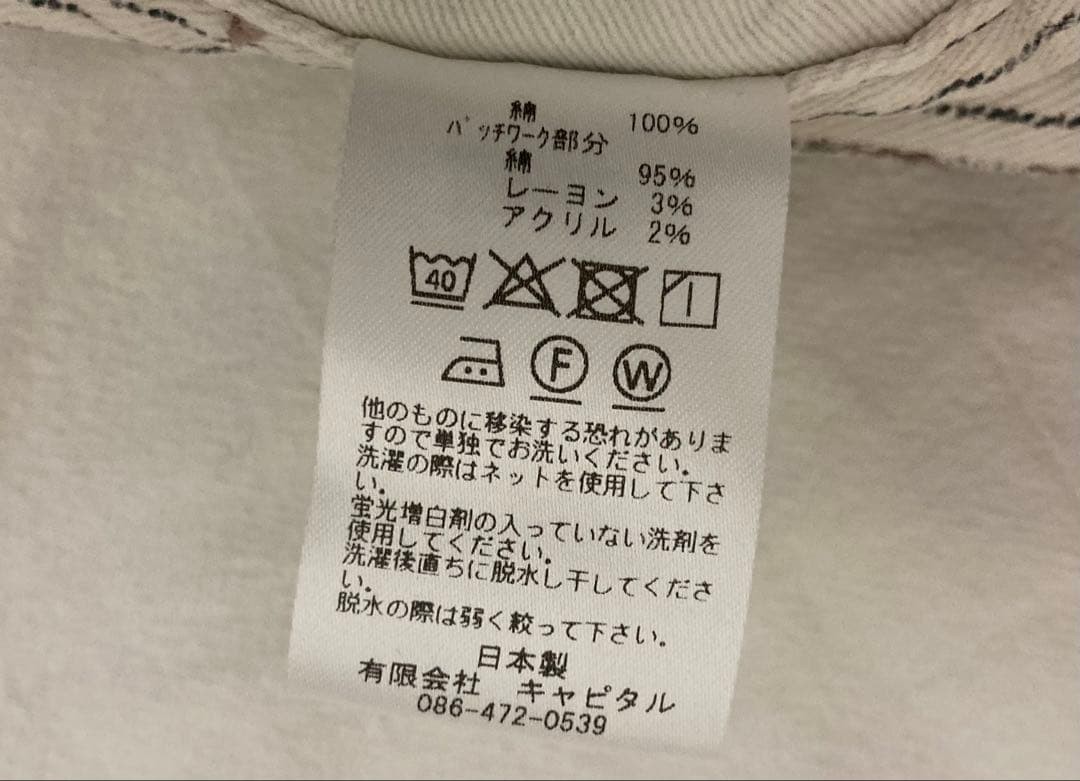 綿 100%
パッチワーク部分
綿 95%
レーヨン 3%
アクリル 2%
40
F W
他のものに移染する恐れがありま
すので単独でお洗いください。
洗濯の際はネットを使用して下さ
い。
蛍光増白剤の入っていない洗剤を
使用してください。
洗濯後直ちに脱水し干してくださ
い。
脱水の際は弱く絞って下さい。
日本製
有限会社 キャピタル
086-472-0539